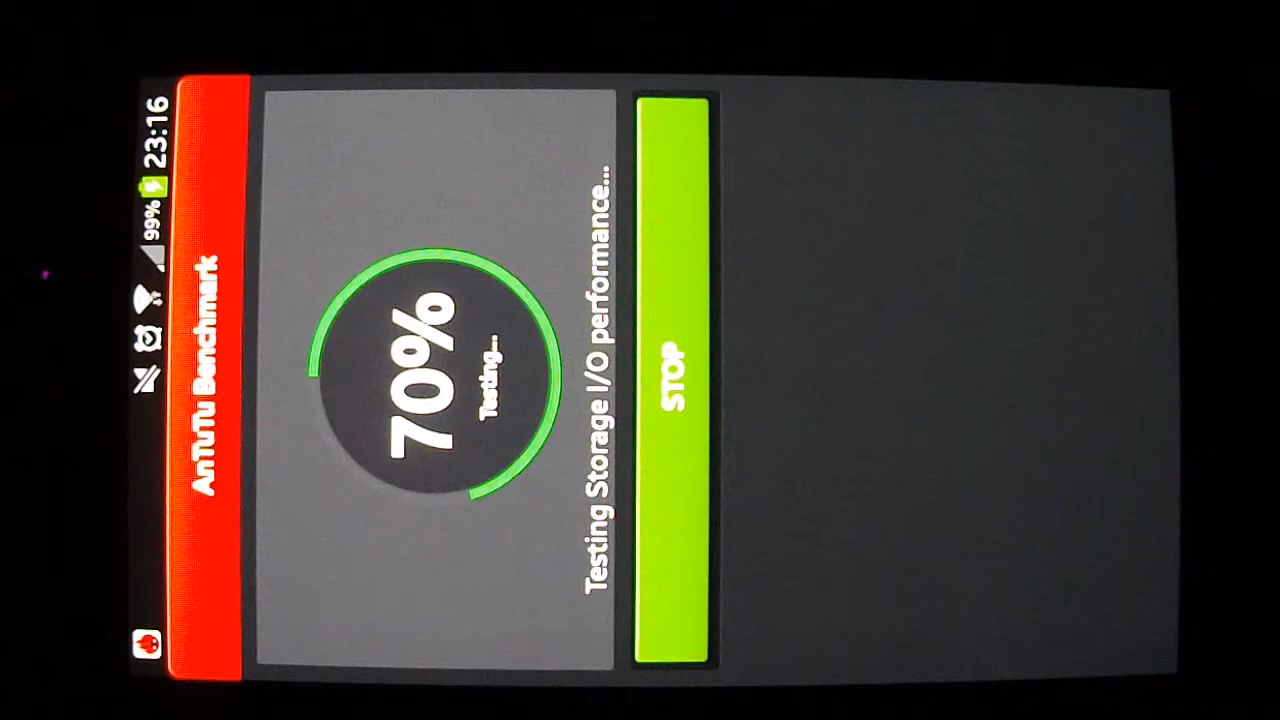 99% 23:16
AnTuTu Benchmark
70%
Testing...
Testing Storage I/O performance...
STOP